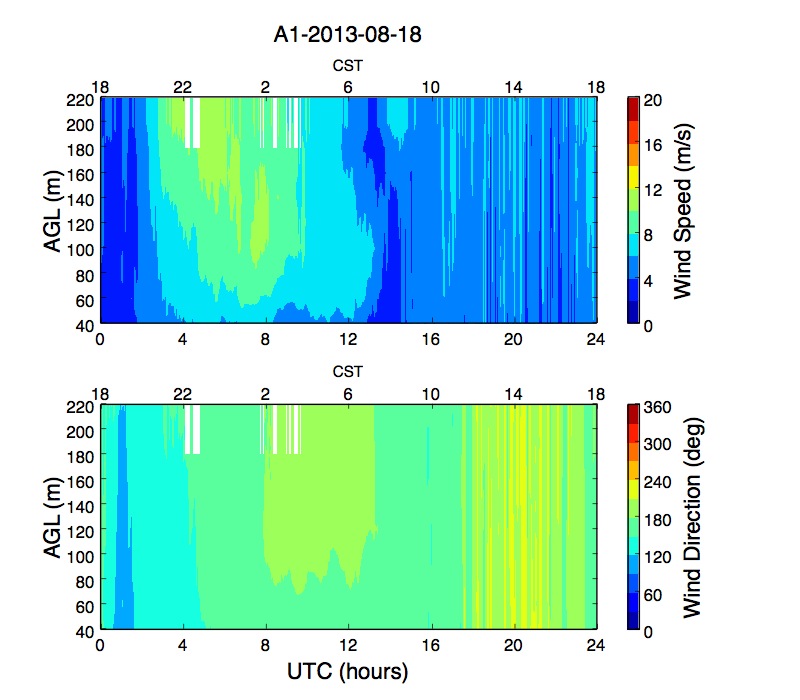 A1-2013-08-18
CST
18 22 2 6 10 14 18
220
200
180
160
140
120
100
80
60
40
AGL (m)
0 4 8 12 16 20 24
20
16
12
8
4
0
Wind Speed (m/s)
CST
18 22 2 6 10 14 18
220
200
180
160
140
120
100
80
60
40
AGL (m)
0 4 8 12 16 20 24
UTC (hours)
360
300
240
180
120
60
0
Wind Direction (deg)